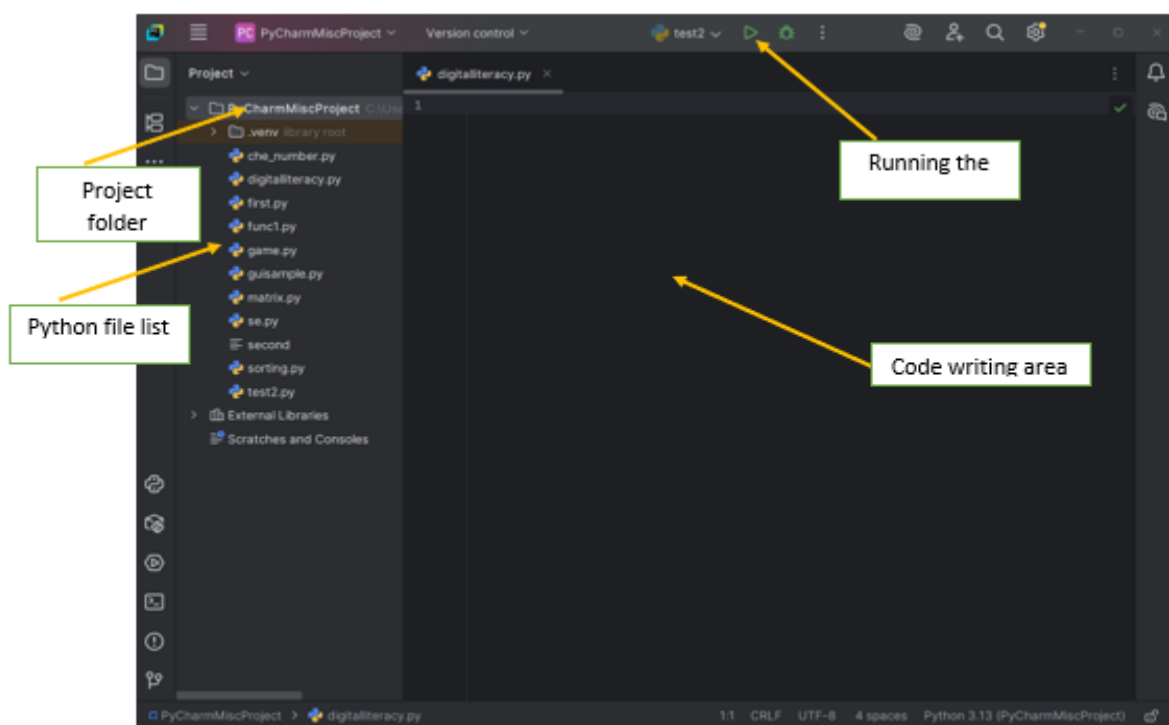 PC PyCharmMiscProject Version control test2
Project digitalliteracy.py
PyCharmMiscProject C:\Use
1
.venv library root
che_number.py
digitalliteracy.py
first.py
func1.py
game.py
guisample.py
matrix.py
se.py
second
sorting.py
test2.py
External Libraries
Scratches and Consoles
Project
folder
Python file list
Running the
Code writing area
PyCharmMiscProject > digitalliteracy.py 1:1 CRLF UTF-8 4 spaces Python 3.13 (PyCharmMiscProject)